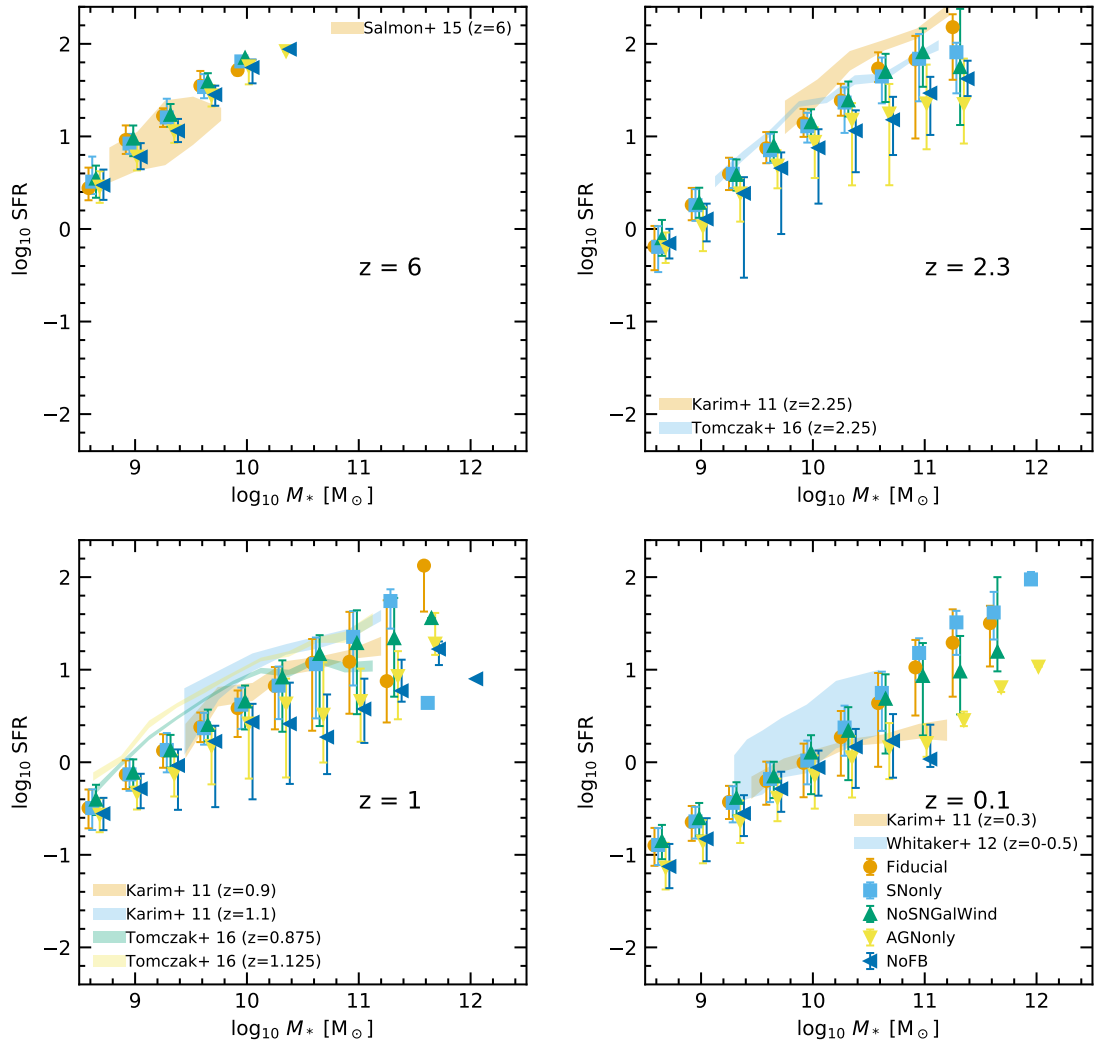 Salmon+ 15 (z=6)
2
1
0
−1
−2
log₁₀ SFR
z = 6
9 10 11 12
log₁₀ M* [M⊙]
2
1
0
−1
−2
log₁₀ SFR
z = 2.3
Karim+ 11 (z=2.25)
Tomczak+ 16 (z=2.25)
9 10 11 12
log₁₀ M* [M⊙]
2
1
0
−1
−2
log₁₀ SFR
z = 1
Karim+ 11 (z=0.9)
Karim+ 11 (z=1.1)
Tomczak+ 16 (z=0.875)
Tomczak+ 16 (z=1.125)
9 10 11 12
log₁₀ M* [M⊙]
2
1
0
−1
−2
log₁₀ SFR
z = 0.1
Karim+ 11 (z=0.3)
Whitaker+ 12 (z=0-0.5)
Fiducial
SNonly
NoSNGalWind
AGNonly
NoFB
9 10 11 12
log₁₀ M* [M⊙]